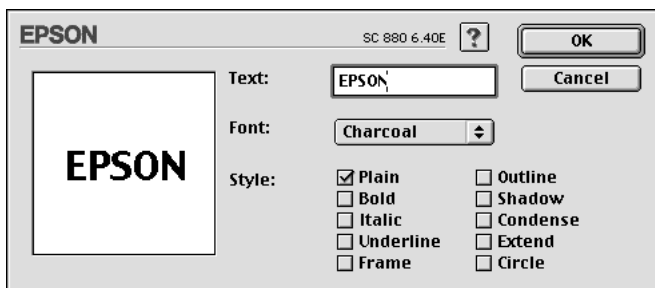 EPSON SC 880 6.40E ? OK
Text: EPSON Cancel
Font: Charcoal
EPSON
Style: Plain Outline
Bold Shadow
Italic Condense
Underline Extend
Frame Circle